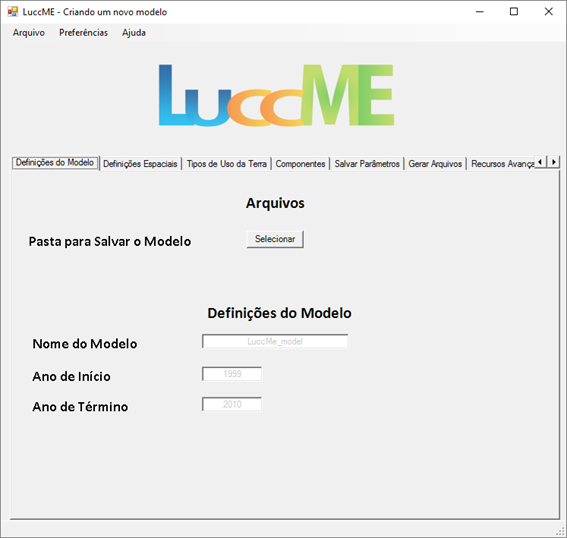 LuccME - Criando um novo modelo
Arquivo Preferências Ajuda
LuccME
Definições do Modelo Definições Espaciais Tipos de Uso da Terra Componentes Salvar Parâmetros Gerar Arquivos Recursos Avança
Arquivos
Pasta para Salvar o Modelo Selecionar
Definições do Modelo
Nome do Modelo LuccMe_model
Ano de Início 1999
Ano de Término 2010